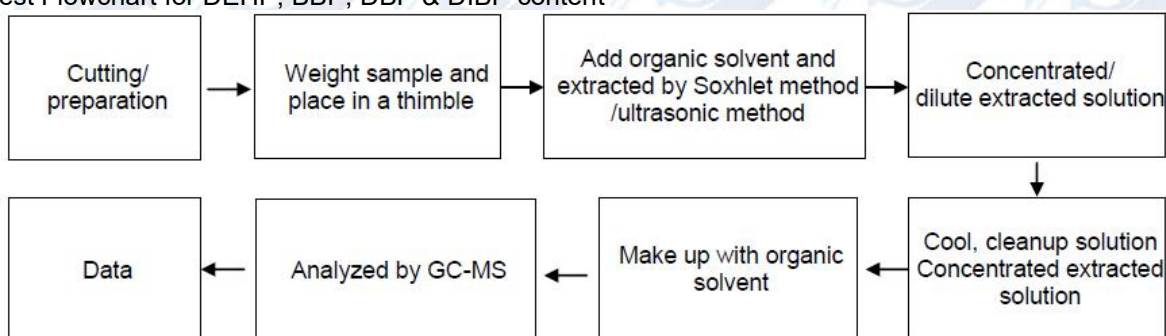 est Flowchart for DEHP, BBP, DBP & DIBP content
Cutting/
preparation
Weight sample and
place in a thimble
Add organic solvent and
extracted by Soxhlet method
/ultrasonic method
Concentrated/
dilute extracted solution
Cool, cleanup solution
Concentrated extracted
solution
Make up with organic
solvent
Analyzed by GC-MS
Data